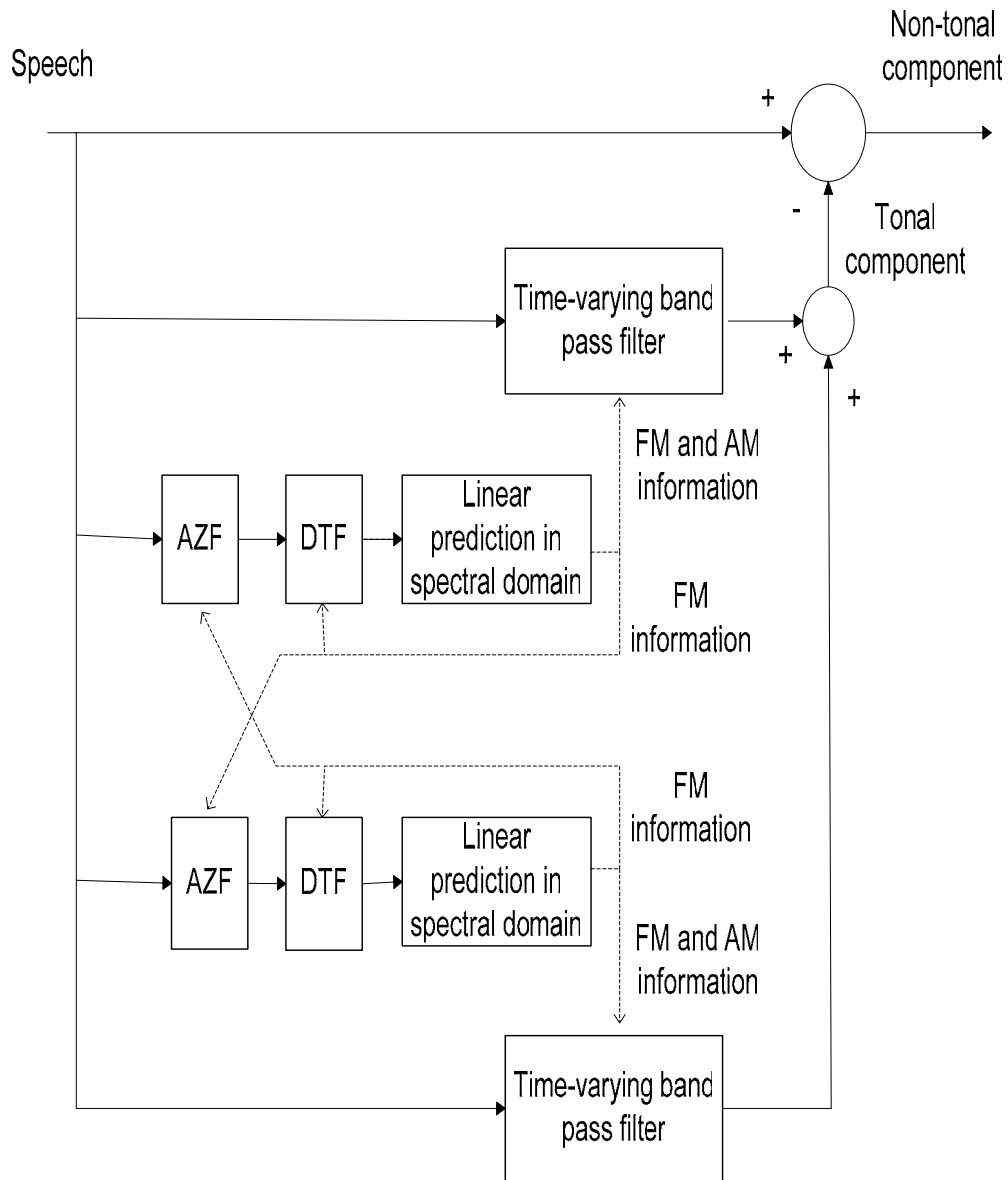 Non-tonal
component
Speech
+
-
Tonal
component
Time-varying band
pass filter
+
+
FM and AM
information
AZF
DTF
Linear
prediction in
spectral domain
FM
information
FM
information
AZF
DTF
Linear
prediction in
spectral domain
FM and AM
information
Time-varying band
pass filter